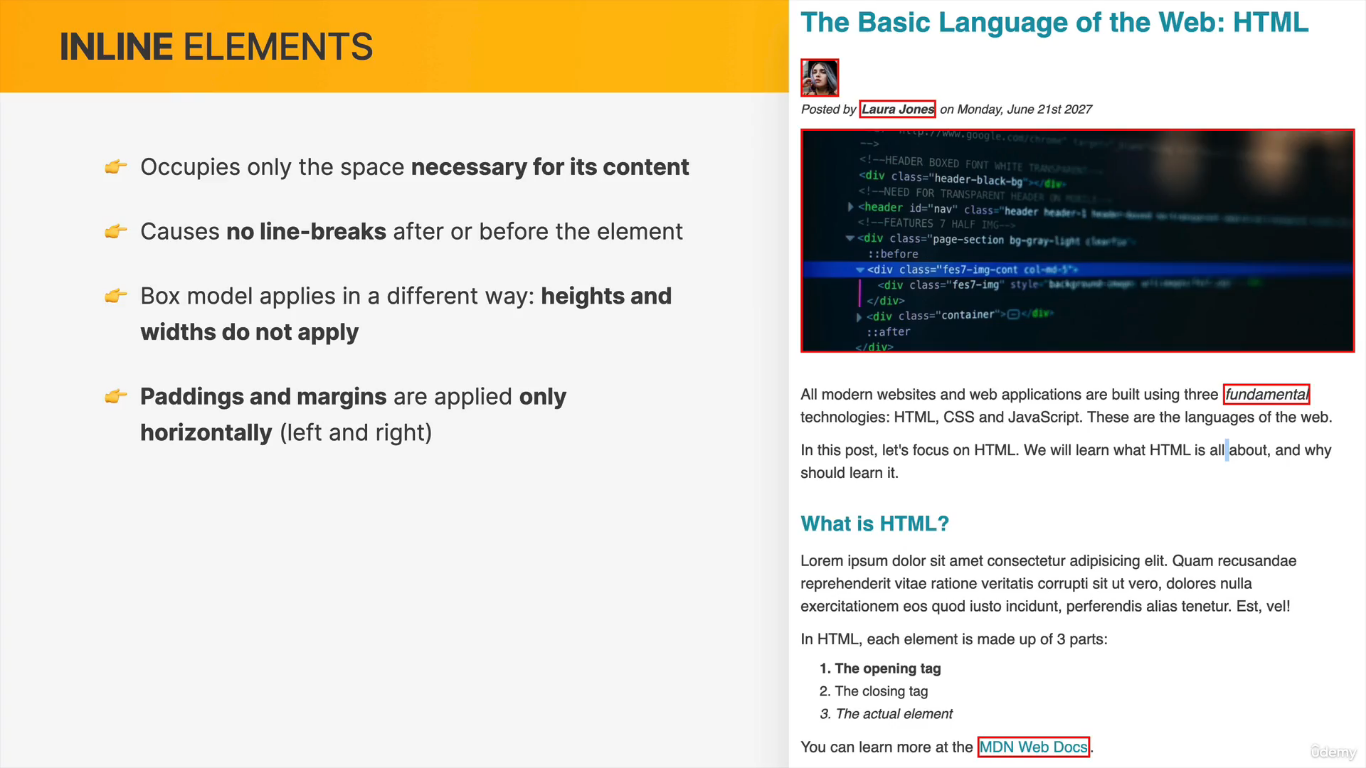 INLINE ELEMENTS
👉 Occupies only the space necessary for its content
👉 Causes no line-breaks after or before the element
👉 Box model applies in a different way: heights and
widths do not apply
👉 Paddings and margins are applied only
horizontally (left and right)
The Basic Language of the Web: HTML
Posted by Laura Jones on Monday, June 21st 2027
-->
<!--HEADER BOXED FONT WHITE TRANSPARENT
<div class="header-black-bg"></div>
<!--NEED FOR TRANSPARENT HEADER ON MOBILE
<header id="nav" class="header header-1
<!--FEATURES 7 HALF IMG-->
<div class="page-section bg-gray-light clearfix">
::before
<div class="fes7-img-cont col-md-5">
<div class="fes7-img" style="background-image:
</div>
<div class="container"></div>
::after
</div>
All modern websites and web applications are built using three fundamental
technologies: HTML, CSS and JavaScript. These are the languages of the web.
In this post, let's focus on HTML. We will learn what HTML is all about, and why
should learn it.
What is HTML?
Lorem ipsum dolor sit amet consectetur adipisicing elit. Quam recusandae
reprehenderit vitae ratione veritatis corrupti sit ut vero, dolores nulla
exercitationem eos quod iusto incidunt, perferendis alias tenetur. Est, vel!
In HTML, each element is made up of 3 parts:
1. The opening tag
2. The closing tag
3. The actual element
You can learn more at the MDN Web Docs.
ûdemy